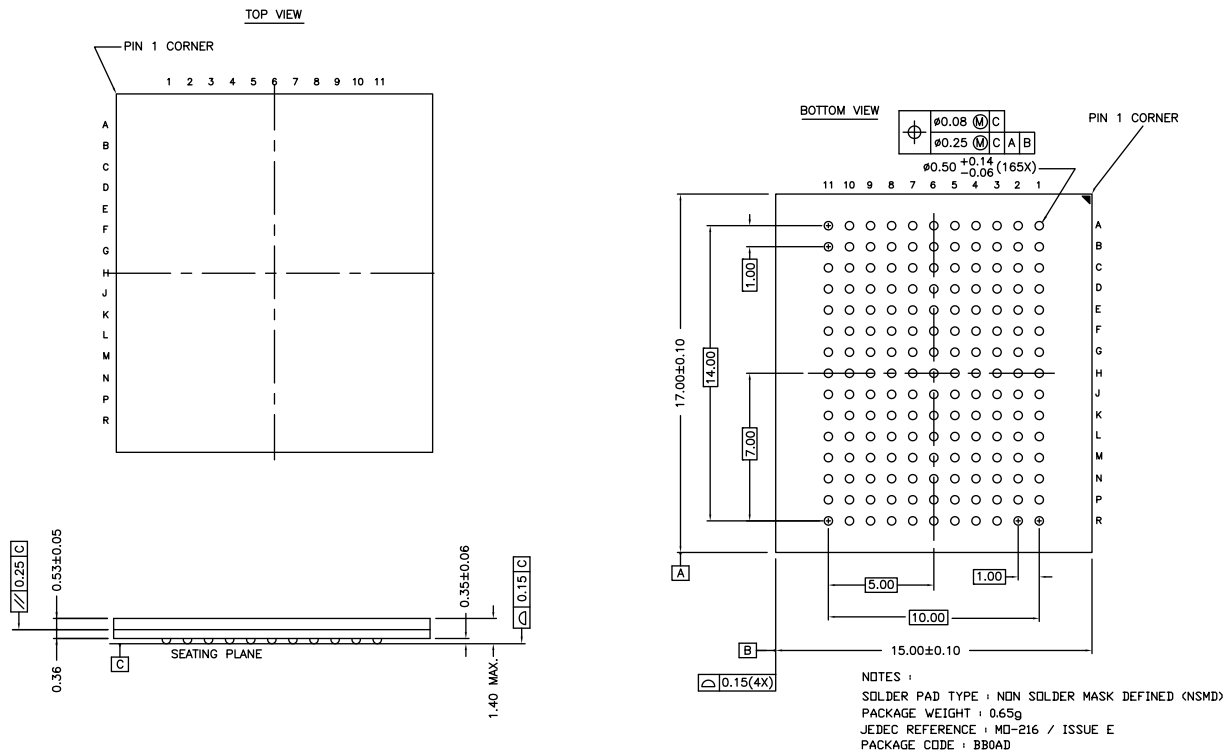 TOP VIEW
PIN 1 CORNER
1 2 3 4 5 6 7 8 9 10 11
A
B
C
D
E
F
G
H
J
K
L
M
N
P
R
BOTTOM VIEW
ø0.08 Ⓜ C
ø0.25 Ⓜ C A B
ø0.50 +0.14 -0.06 (165X)
PIN 1 CORNER
11 10 9 8 7 6 5 4 3 2 1
A
B
C
D
E
F
G
H
J
K
L
M
N
P
R
1.00
14.00
7.00
17.00±0.10
A
5.00
1.00
10.00
B
15.00±0.10
0.15(4X)
0.25 C
0.53±0.05
0.36
C
SEATING PLANE
0.35±0.06
0.15 C
1.40 MAX.
NOTES :
SOLDER PAD TYPE : NON SOLDER MASK DEFINED (NSMD)
PACKAGE WEIGHT : 0.65g
JEDEC REFERENCE : MO-216 / ISSUE E
PACKAGE CODE : BB0AD